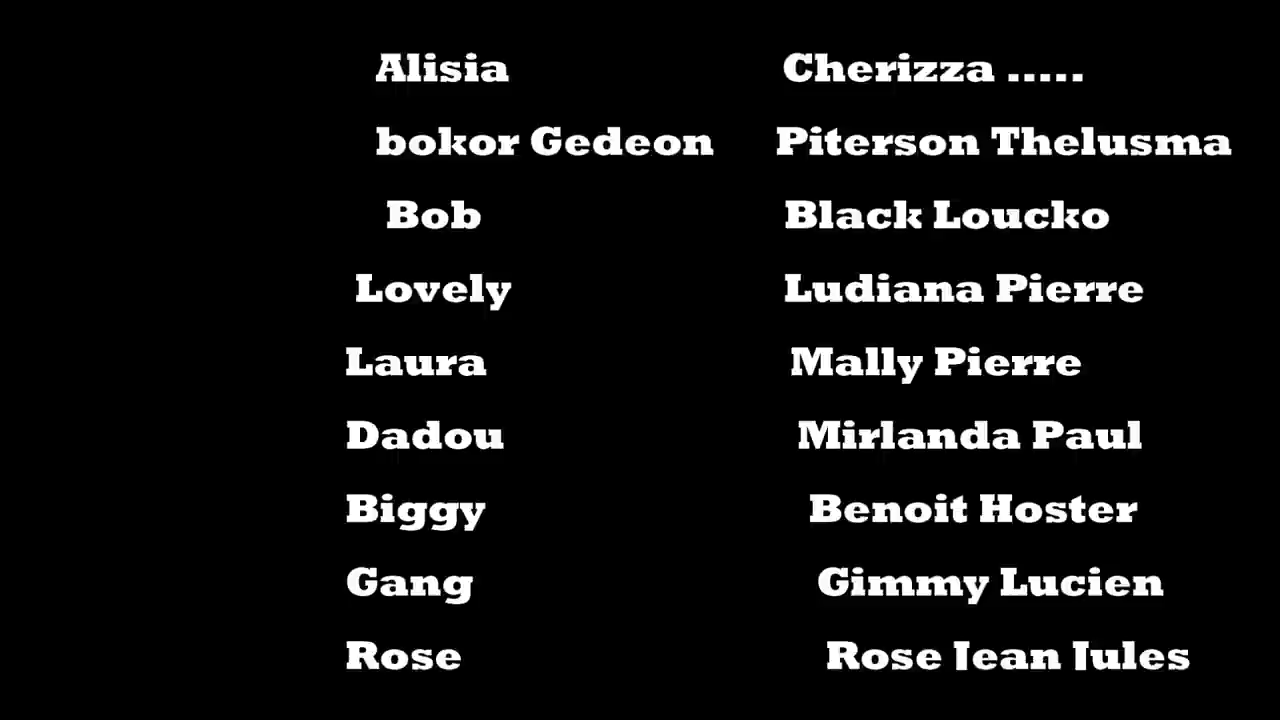 Alisia Cherizza .....
bokor Gedeon Piterson Thelusma
Bob Black Loucko
Lovely Ludiana Pierre
Laura Mally Pierre
Dadou Mirlanda Paul
Biggy Benoit Hoster
Gang Gimmy Lucien
Rose Rose Jean Jules